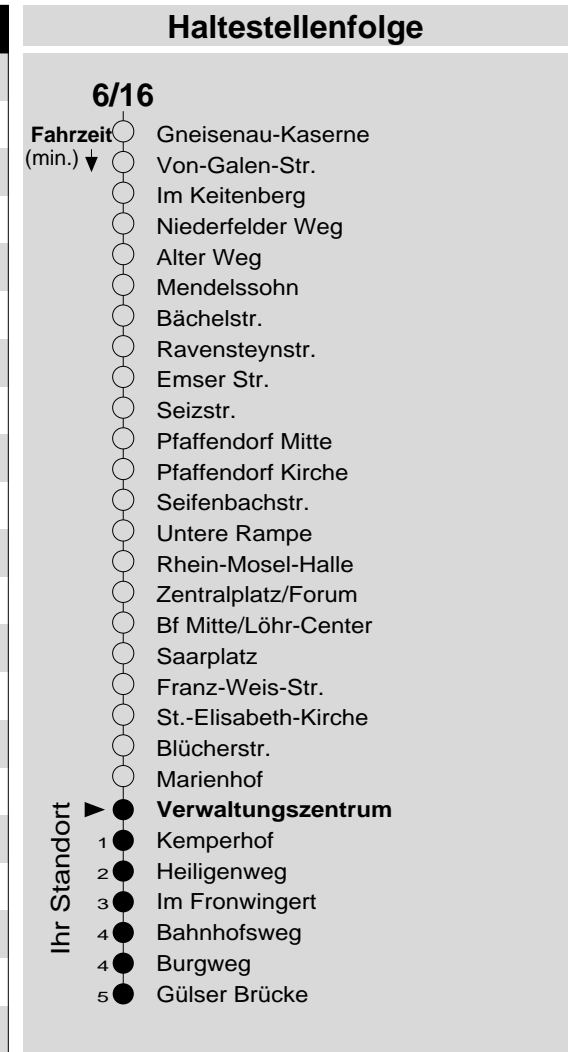 Haltestellenfolge
6/16
Fahrzeit Gneisenau-Kaserne
(min.) Von-Galen-Str.
Im Keitenberg
Niederfelder Weg
Alter Weg
Mendelssohn
Bächelstr.
Ravensteynstr.
Emser Str.
Seizstr.
Pfaffendorf Mitte
Pfaffendorf Kirche
Seifenbachstr.
Untere Rampe
Rhein-Mosel-Halle
Zentralplatz/Forum
Bf Mitte/Löhr-Center
Saarplatz
Franz-Weis-Str.
St.-Elisabeth-Kirche
Blücherstr.
Marienhof
Ihr Standort
Verwaltungszentrum
1 Kemperhof
2 Heiligenweg
3 Im Fronwingert
4 Bahnhofsweg
4 Burgweg
5 Gülser Brücke